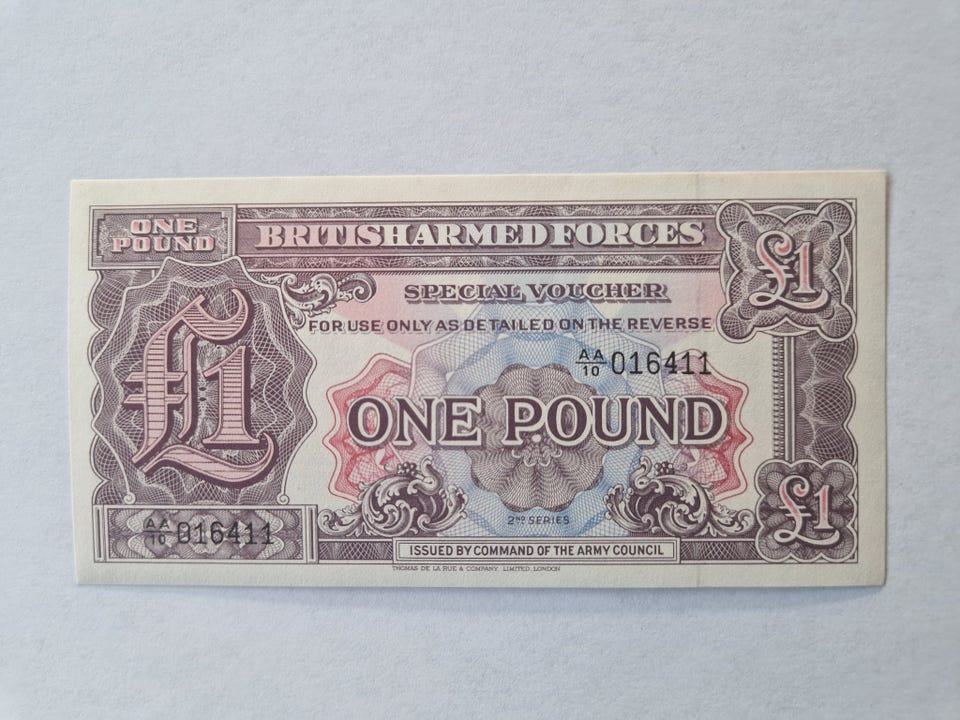 ONE
POUND
BRITISH ARMED FORCES
£1
SPECIAL VOUCHER
FOR USE ONLY AS DETAILED ON THE REVERSE
AA/10 016411
£1
ONE POUND
2ND SERIES
£1
AA/10 016411
ISSUED BY COMMAND OF THE ARMY COUNCIL
THOMAS DE LA RUE & COMPANY, LIMITED, LONDON